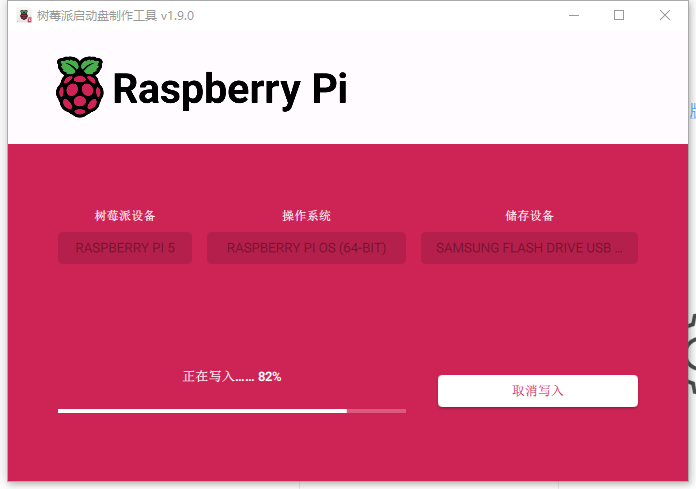 树莓派启动盘制作工具 v1.9.0
Raspberry Pi
树莓派设备 操作系统 储存设备
RASPBERRY PI 5 RASPBERRY PI OS (64-BIT) SAMSUNG FLASH DRIVE USB ...
正在写入…… 82%
取消写入